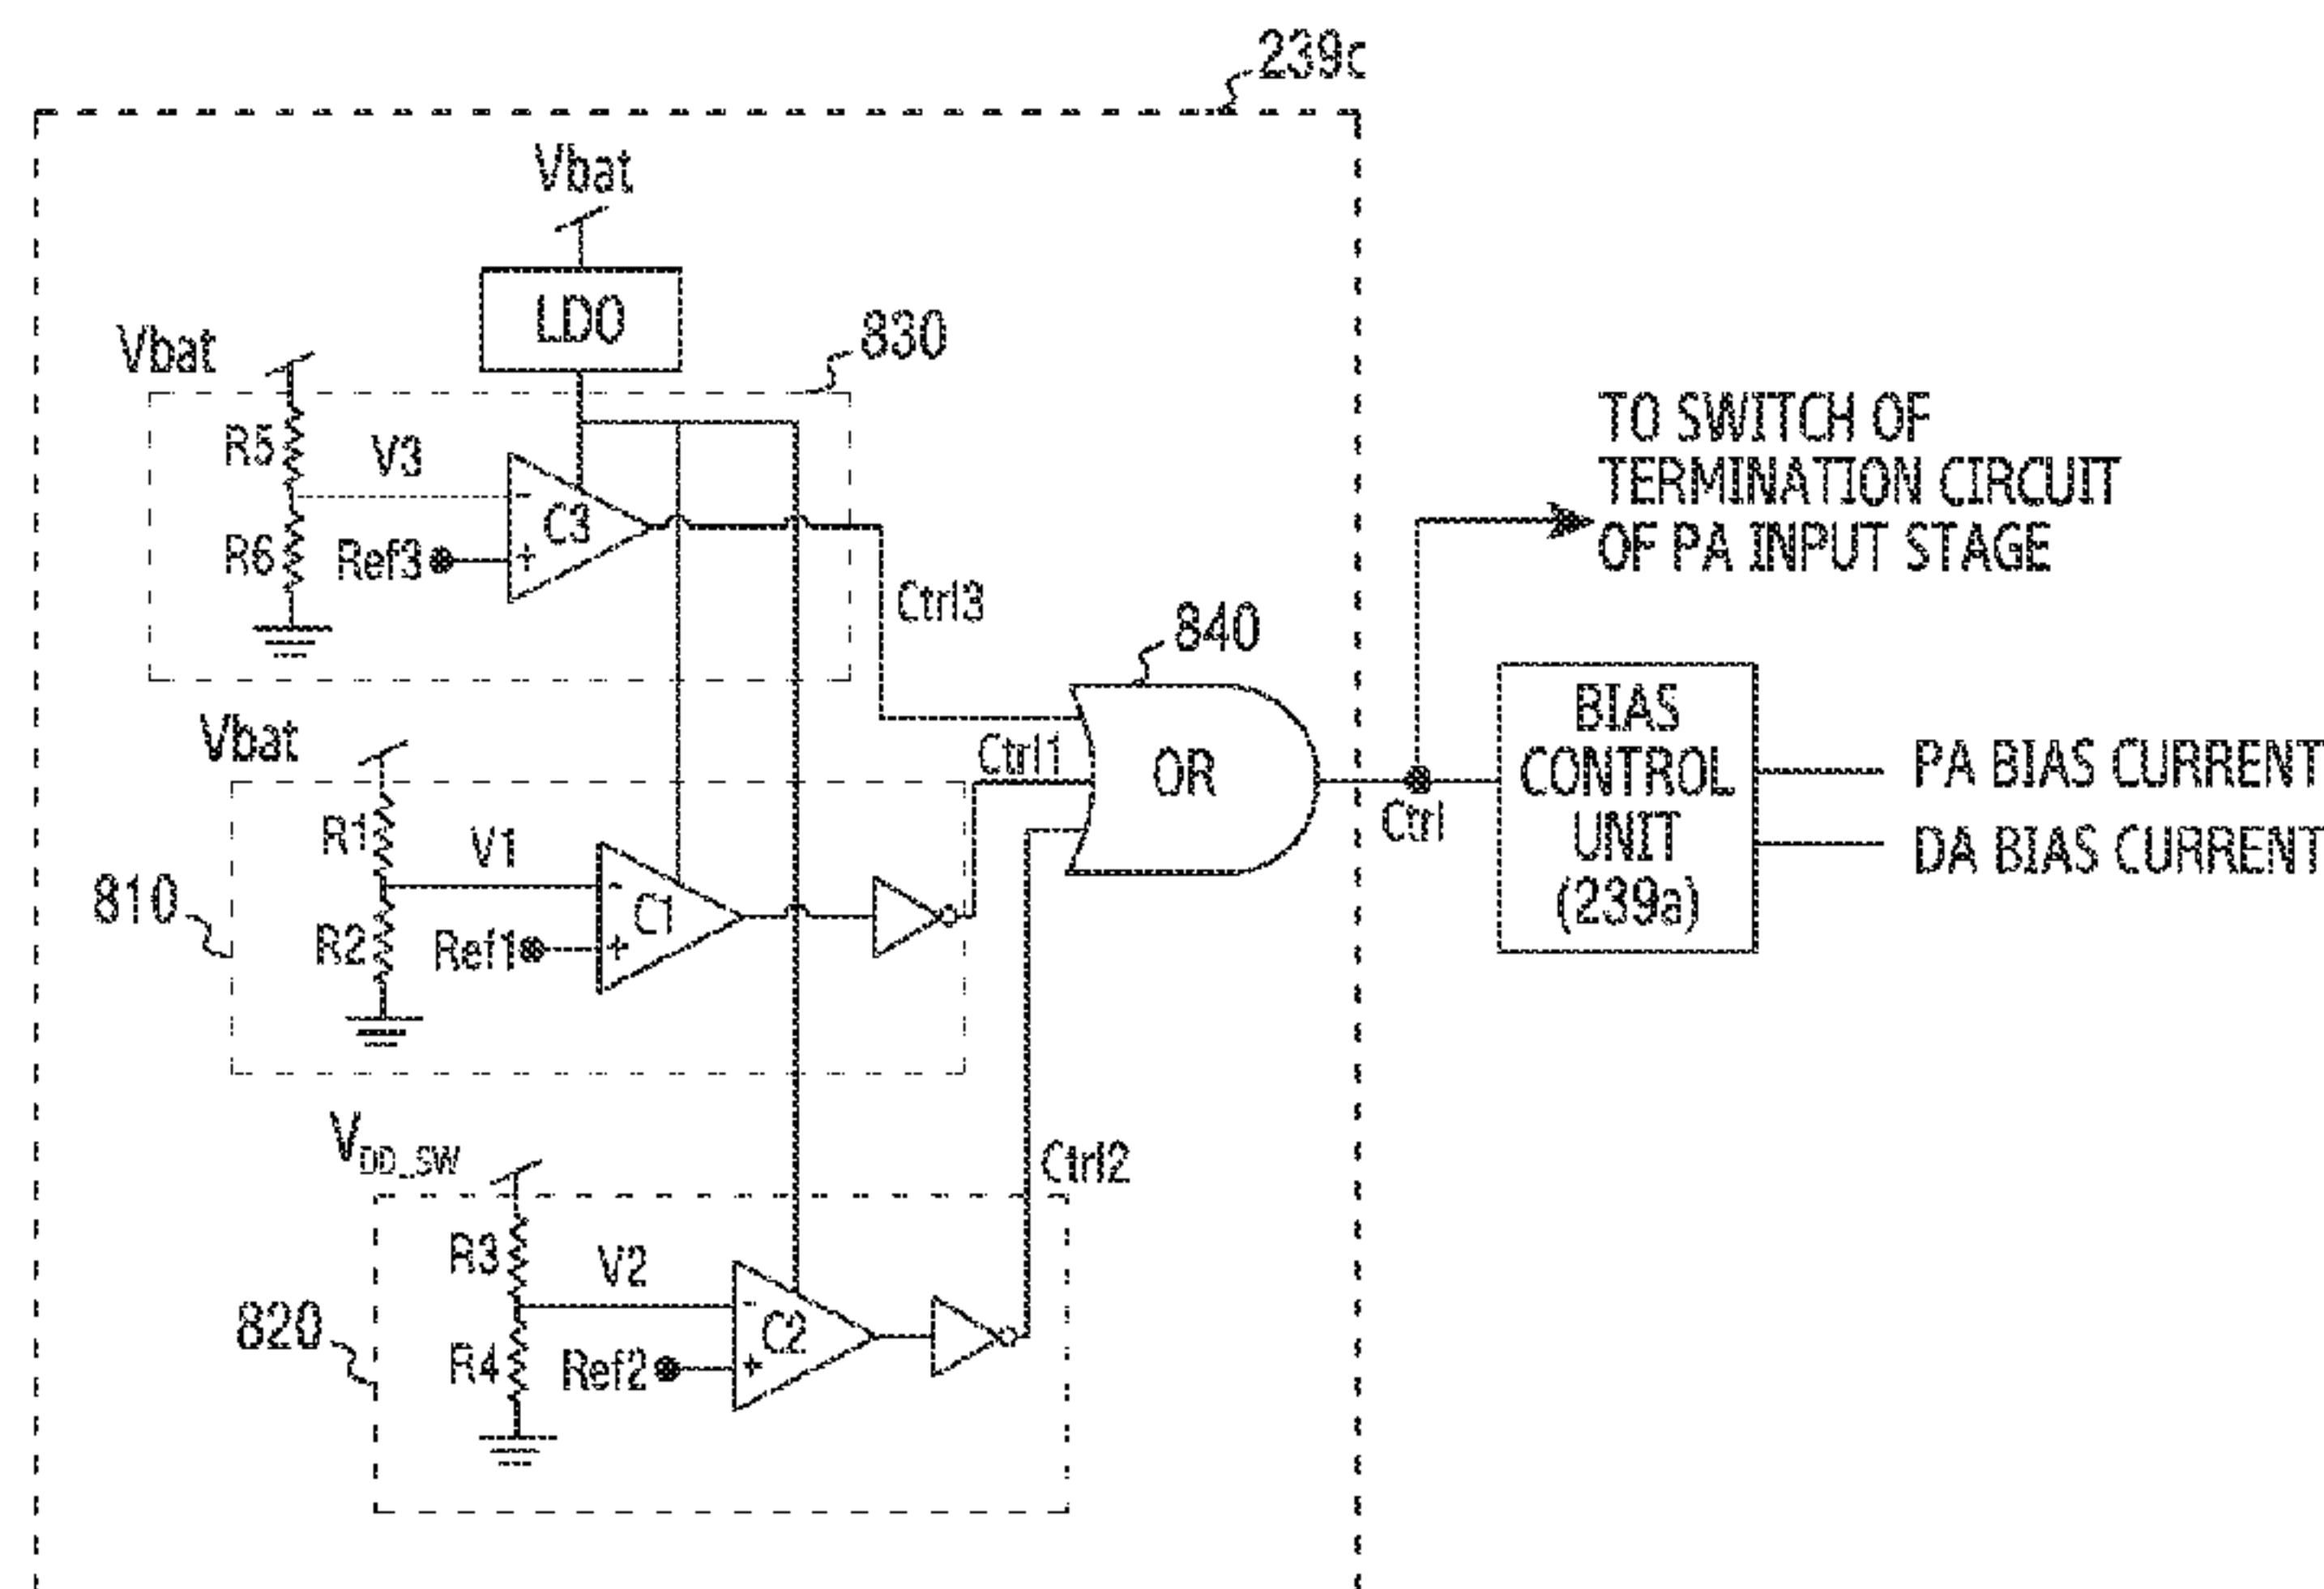 239c
Vbat
LDO
Vbat
830
R5
V3
-
C3
R6
Ref3
+
Ctrl3
TO SWITCH OF
TERMINATION CIRCUIT
OF PA INPUT STAGE
840
Vbat
Ctrl1
OR
Ctrl
BIAS
CONTROL
UNIT
(239a)
PA BIAS CURRENT
DA BIAS CURRENT
R1
V1
-
C1
810
R2
Ref1
+
VDD_SW
Ctrl2
R3
V2
-
C2
820
R4
Ref2
+